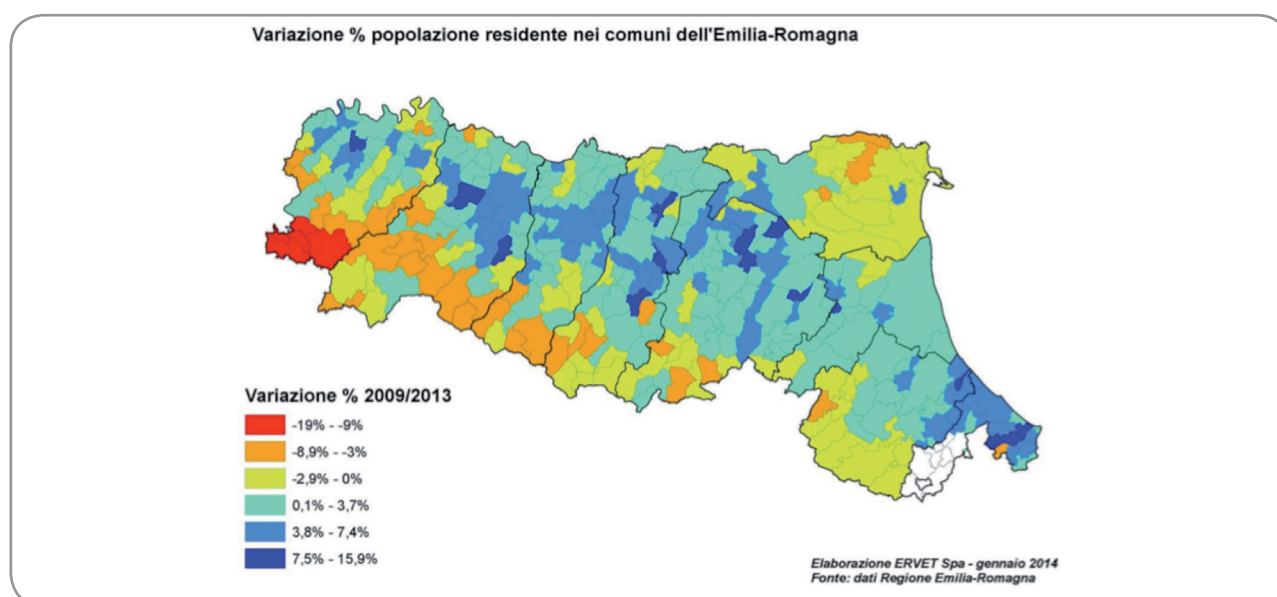 Variazione % popolazione residente nei comuni dell'Emilia-Romagna
Variazione % 2009/2013
-19% - -9%
-8,9% - -3%
-2,9% - 0%
0,1% - 3,7%
3,8% - 7,4%
7,5% - 15,9%
Elaborazione ERVET Spa - gennaio 2014
Fonte: dati Regione Emilia-Romagna